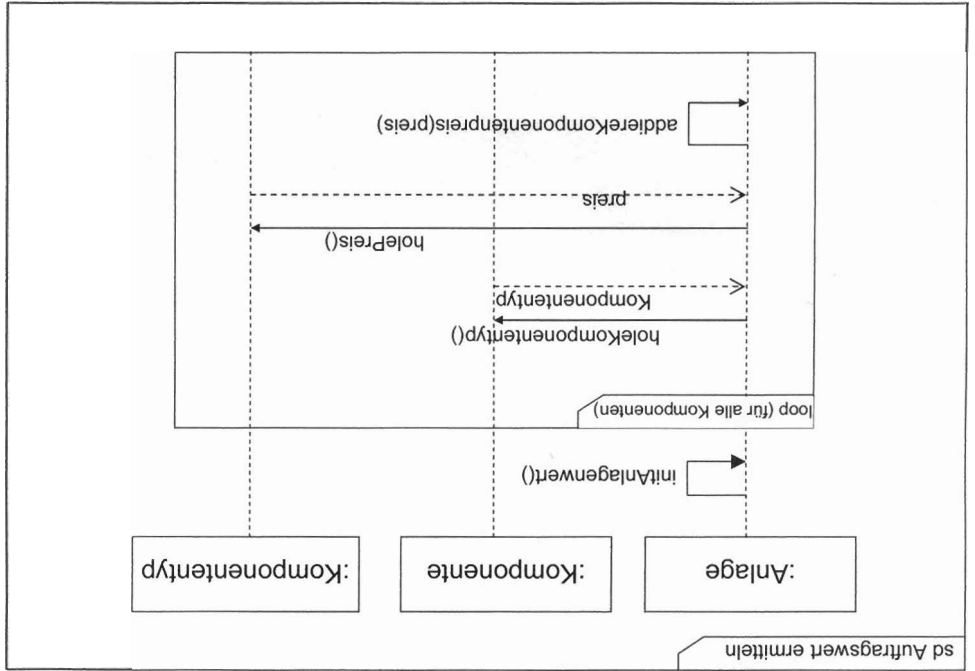 sd Auftragswert ermitteln
:Anlage
:Komponente
:Komponententyp
initAnlagenwert()
loop (für alle Komponenten)
holeKomponententyp()
Komponententyp
holePreis()
preis
addiereKomponentenpreis(preis)